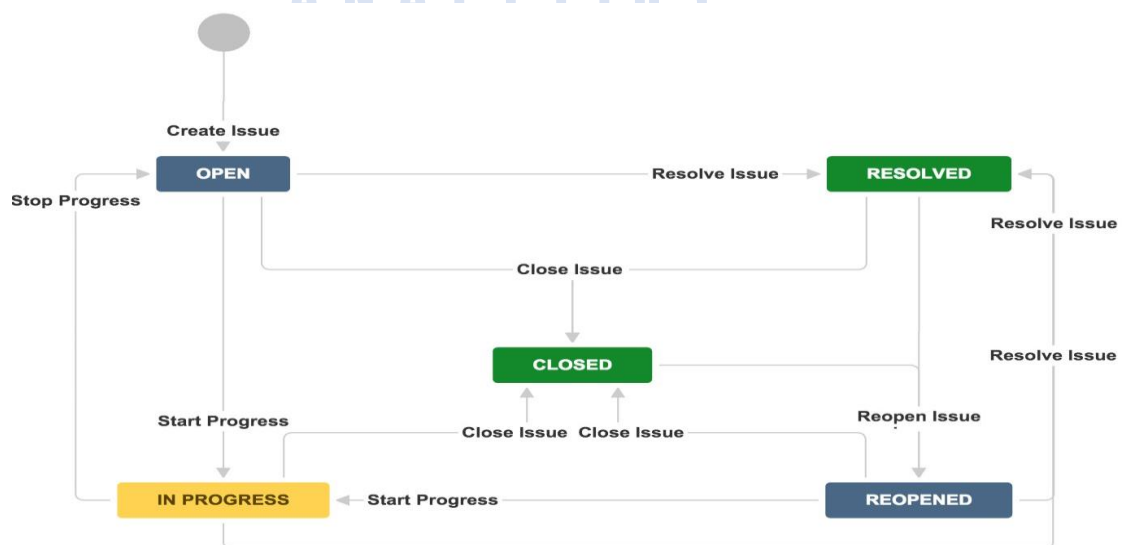 Create Issue
OPEN
Resolve Issue
RESOLVED
Stop Progress
Resolve Issue
Close Issue
Resolve Issue
CLOSED
Start Progress
Reopen Issue
Close Issue
Close Issue
IN PROGRESS
Start Progress
REOPENED